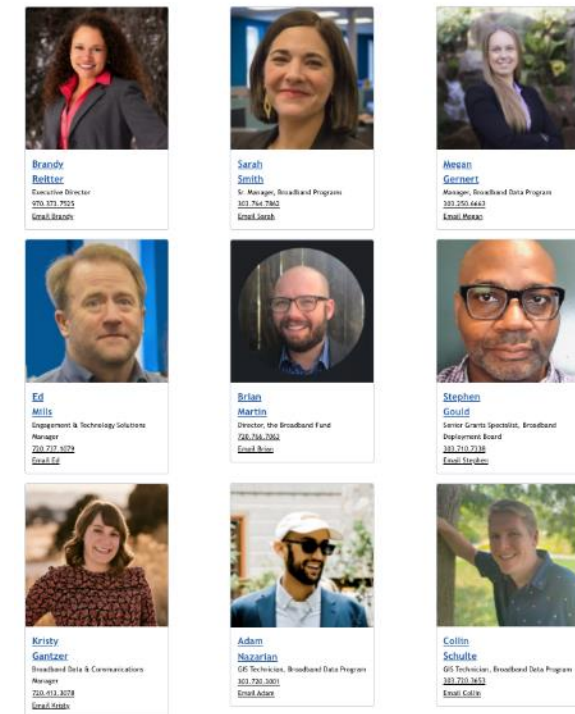 Brandy
Reitter
Executive Director
970.373.7525
Email Brandy
Sarah
Smith
Sr. Manager, Broadband Programs
303.764.7862
Email Sarah
Megan
Gernert
Manager, Broadband Data Program
303.250.6663
Email Megan
Ed
Mills
Engagement & Technology Solutions
Manager
720.737.1079
Email Ed
Brian
Martin
Director, the Broadband Fund
720.766.7062
Email Brian
Stephen
Gould
Senior Grants Specialist, Broadband
Deployment Board
303.710.7338
Email Stephen
Kristy
Gantzer
Broadband Data & Communications
Manager
720.413.3078
Email Kristy
Adam
Nazarian
GIS Technician, Broadband Data Program
303.720.3001
Email Adam
Collin
Schulte
GIS Technician, Broadband Data Program
Email Collin